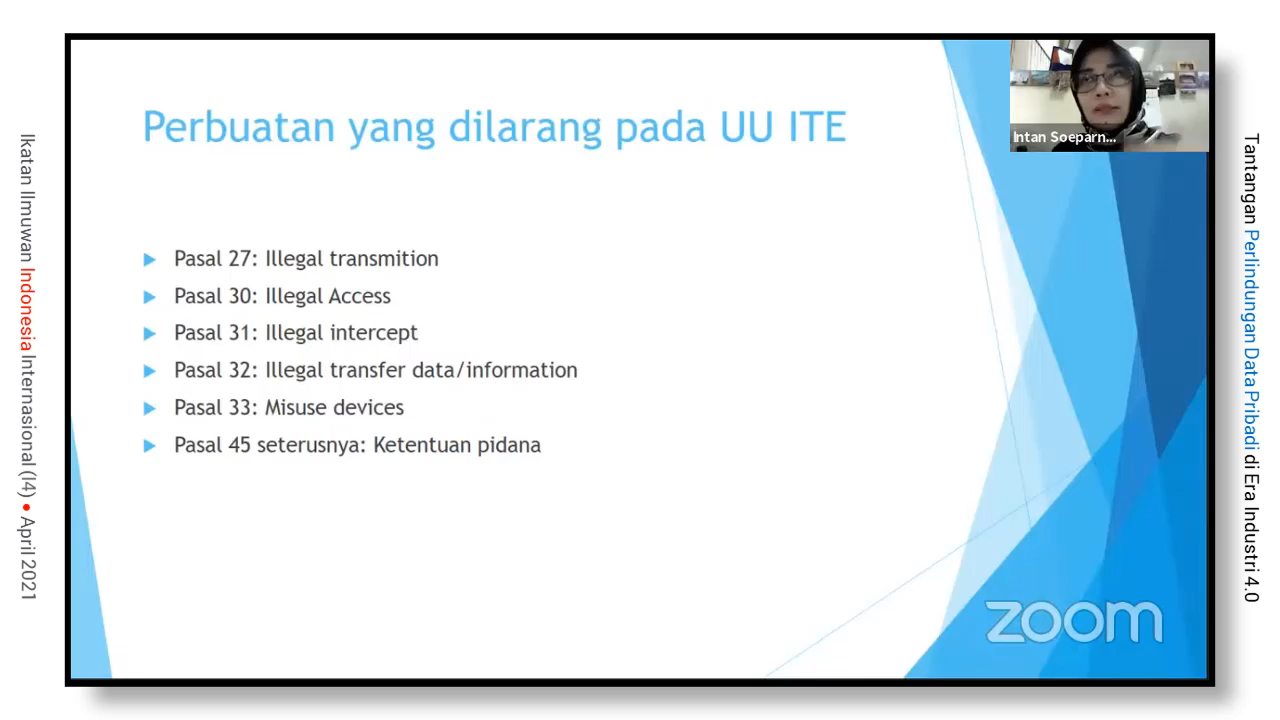 Perbuatan yang dilarang pada UU ITE
Intan Soeparn...
Pasal 27: Illegal transmition
Pasal 30: Illegal Access
Pasal 31: Illegal intercept
Pasal 32: Illegal transfer data/information
Pasal 33: Misuse devices
Pasal 45 seterusnya: Ketentuan pidana
zoom
Ikatan Ilmuwan Indonesia Internasional (I4) • April 2021
Tantangan Perlindungan Data Pribadi di Era Industri 4.0